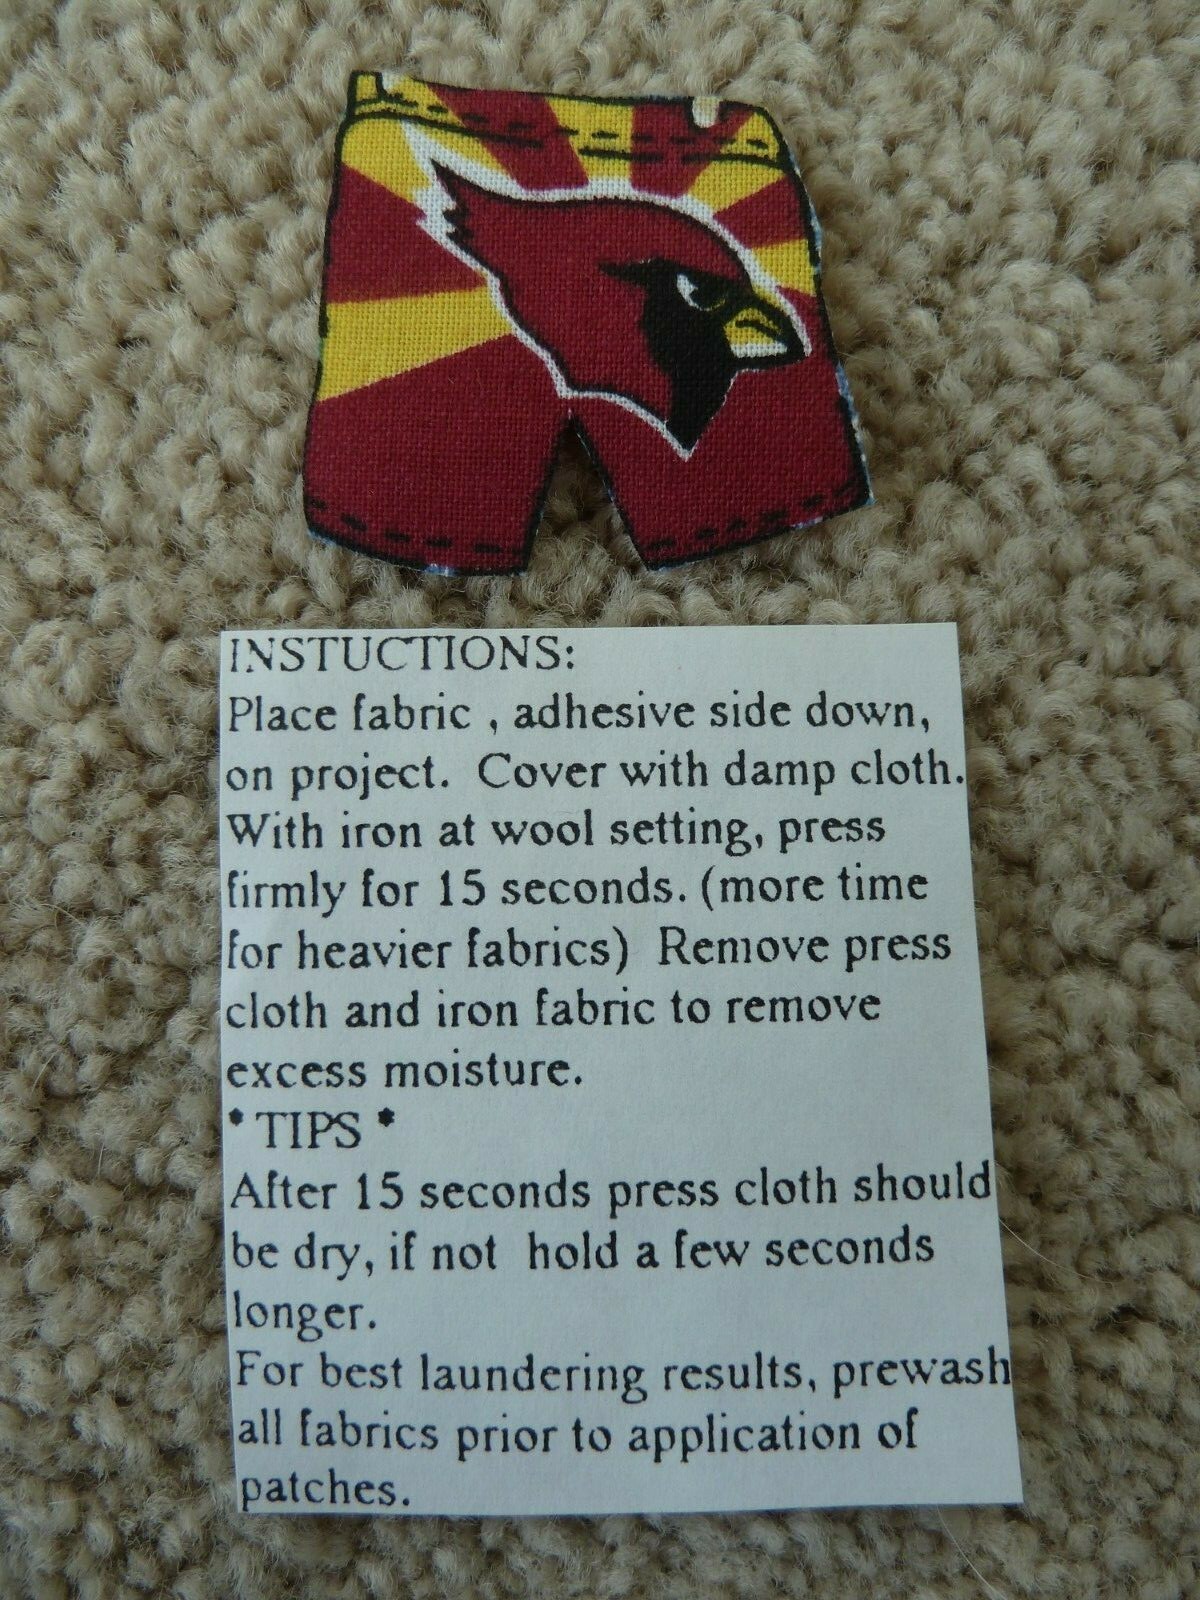 INSTUCTIONS:
Place fabric , adhesive side down,
on project. Cover with damp cloth.
With iron at wool setting, press
firmly for 15 seconds. (more time
for heavier fabrics) Remove press
cloth and iron fabric to remove
excess moisture.
* TIPS *
After 15 seconds press cloth should
be dry, if not hold a few seconds
longer.
For best laundering results, prewash
all fabrics prior to application of
patches.